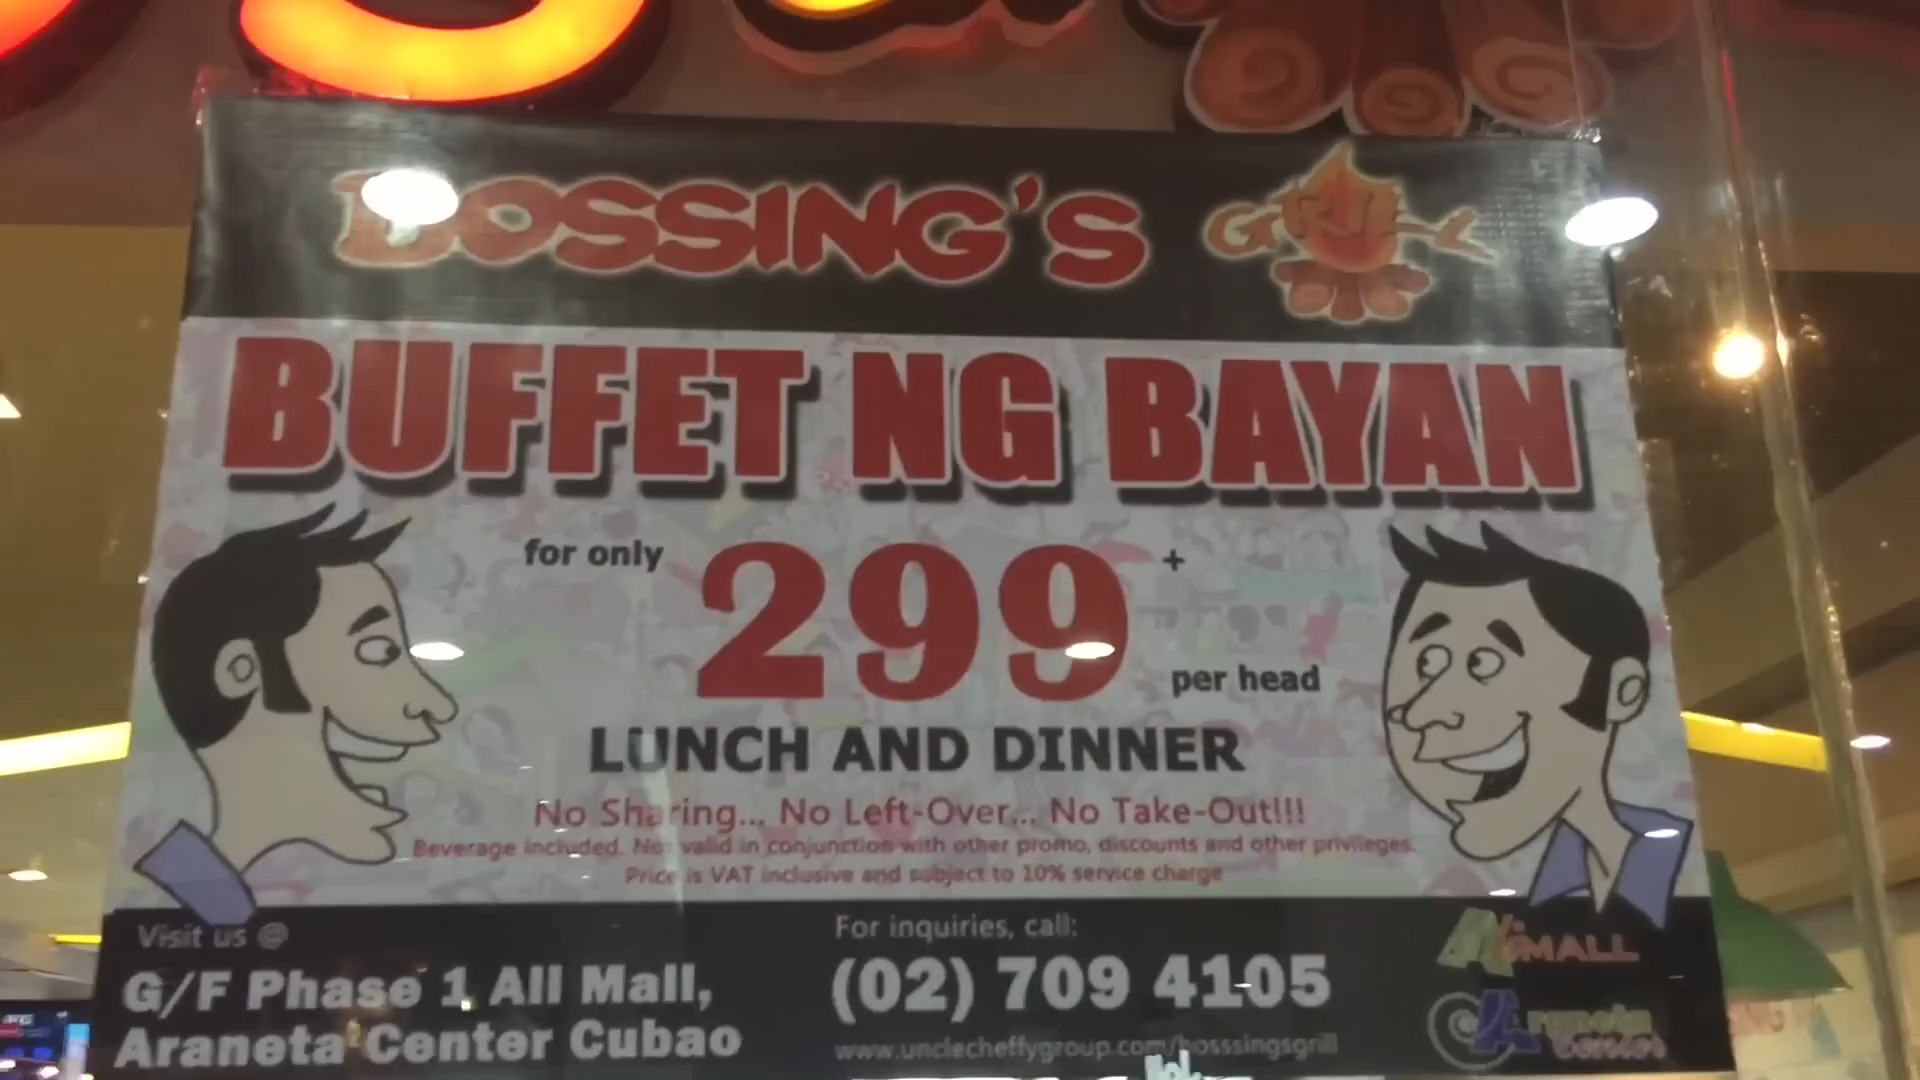 BOSSING'S GRILL
BUFFET NG BAYAN
for only 299+ per head
LUNCH AND DINNER
No Sharing... No Left-Over... No Take-Out!!!
Beverage included. Not valid in conjunction with other promo, discounts and other privileges.
Price is VAT inclusive and subject to 10% service charge
Visit us @
G/F Phase 1 All Mall,
Araneta Center Cubao
For inquiries, call:
(02) 709 4105
www.unclecheffygroup.com/bosssingsgrill
MALL
Araneta
Center